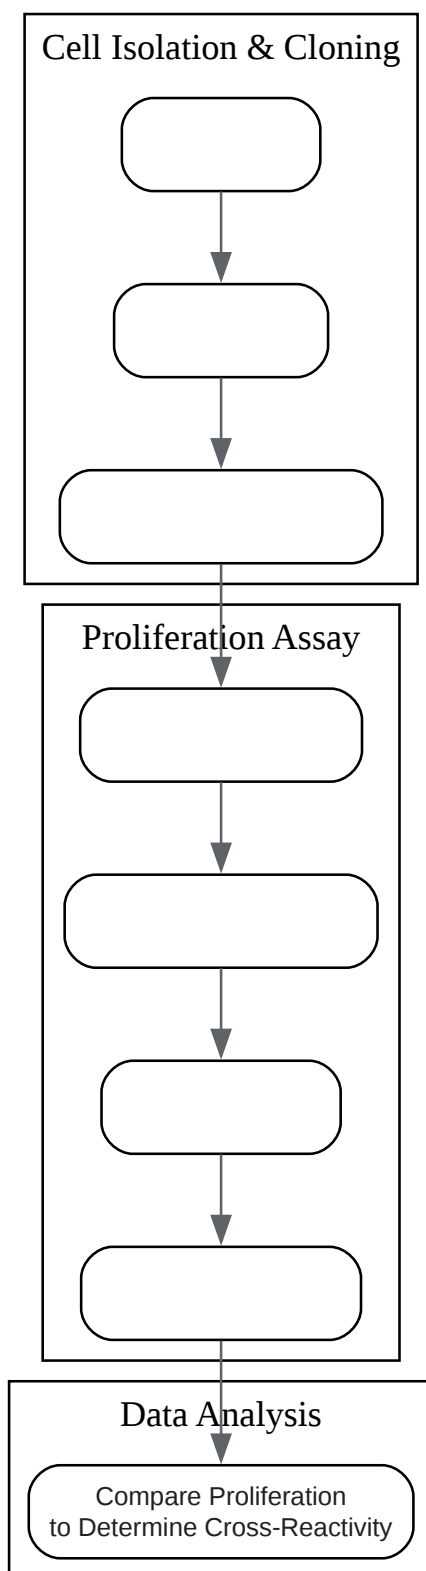 Cell Isolation & Cloning
Proliferation Assay
Data Analysis
Compare Proliferation
to Determine Cross-Reactivity